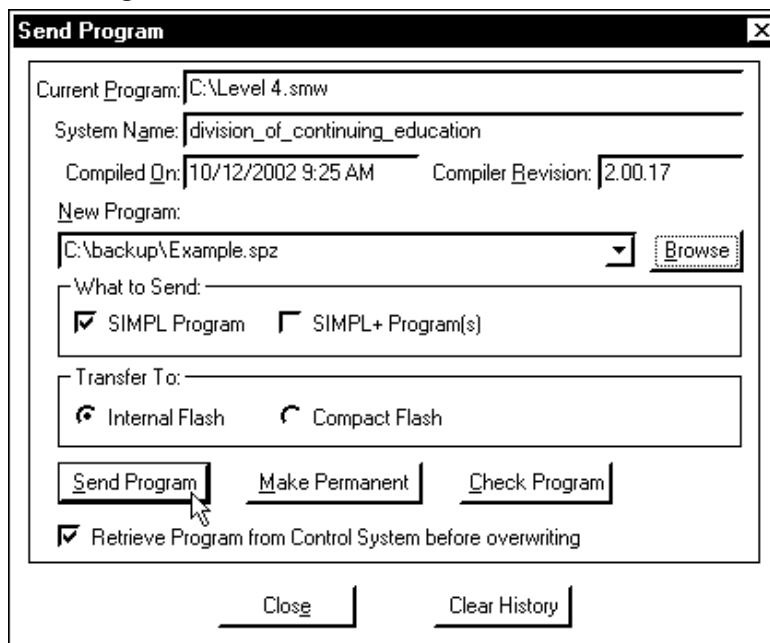 Send Program
Current Program: C:\Level 4.smw
System Name: division_of_continuing_education
Compiled On: 10/12/2002 9:25 AM Compiler Revision: 2.00.17
New Program:
C:\backup\Example.spz Browse
What to Send:
SIMPL Program SIMPL+ Program(s)
Transfer To:
Internal Flash Compact Flash
Send Program Make Permanent Check Program
Retrieve Program from Control System before overwriting
Close Clear History